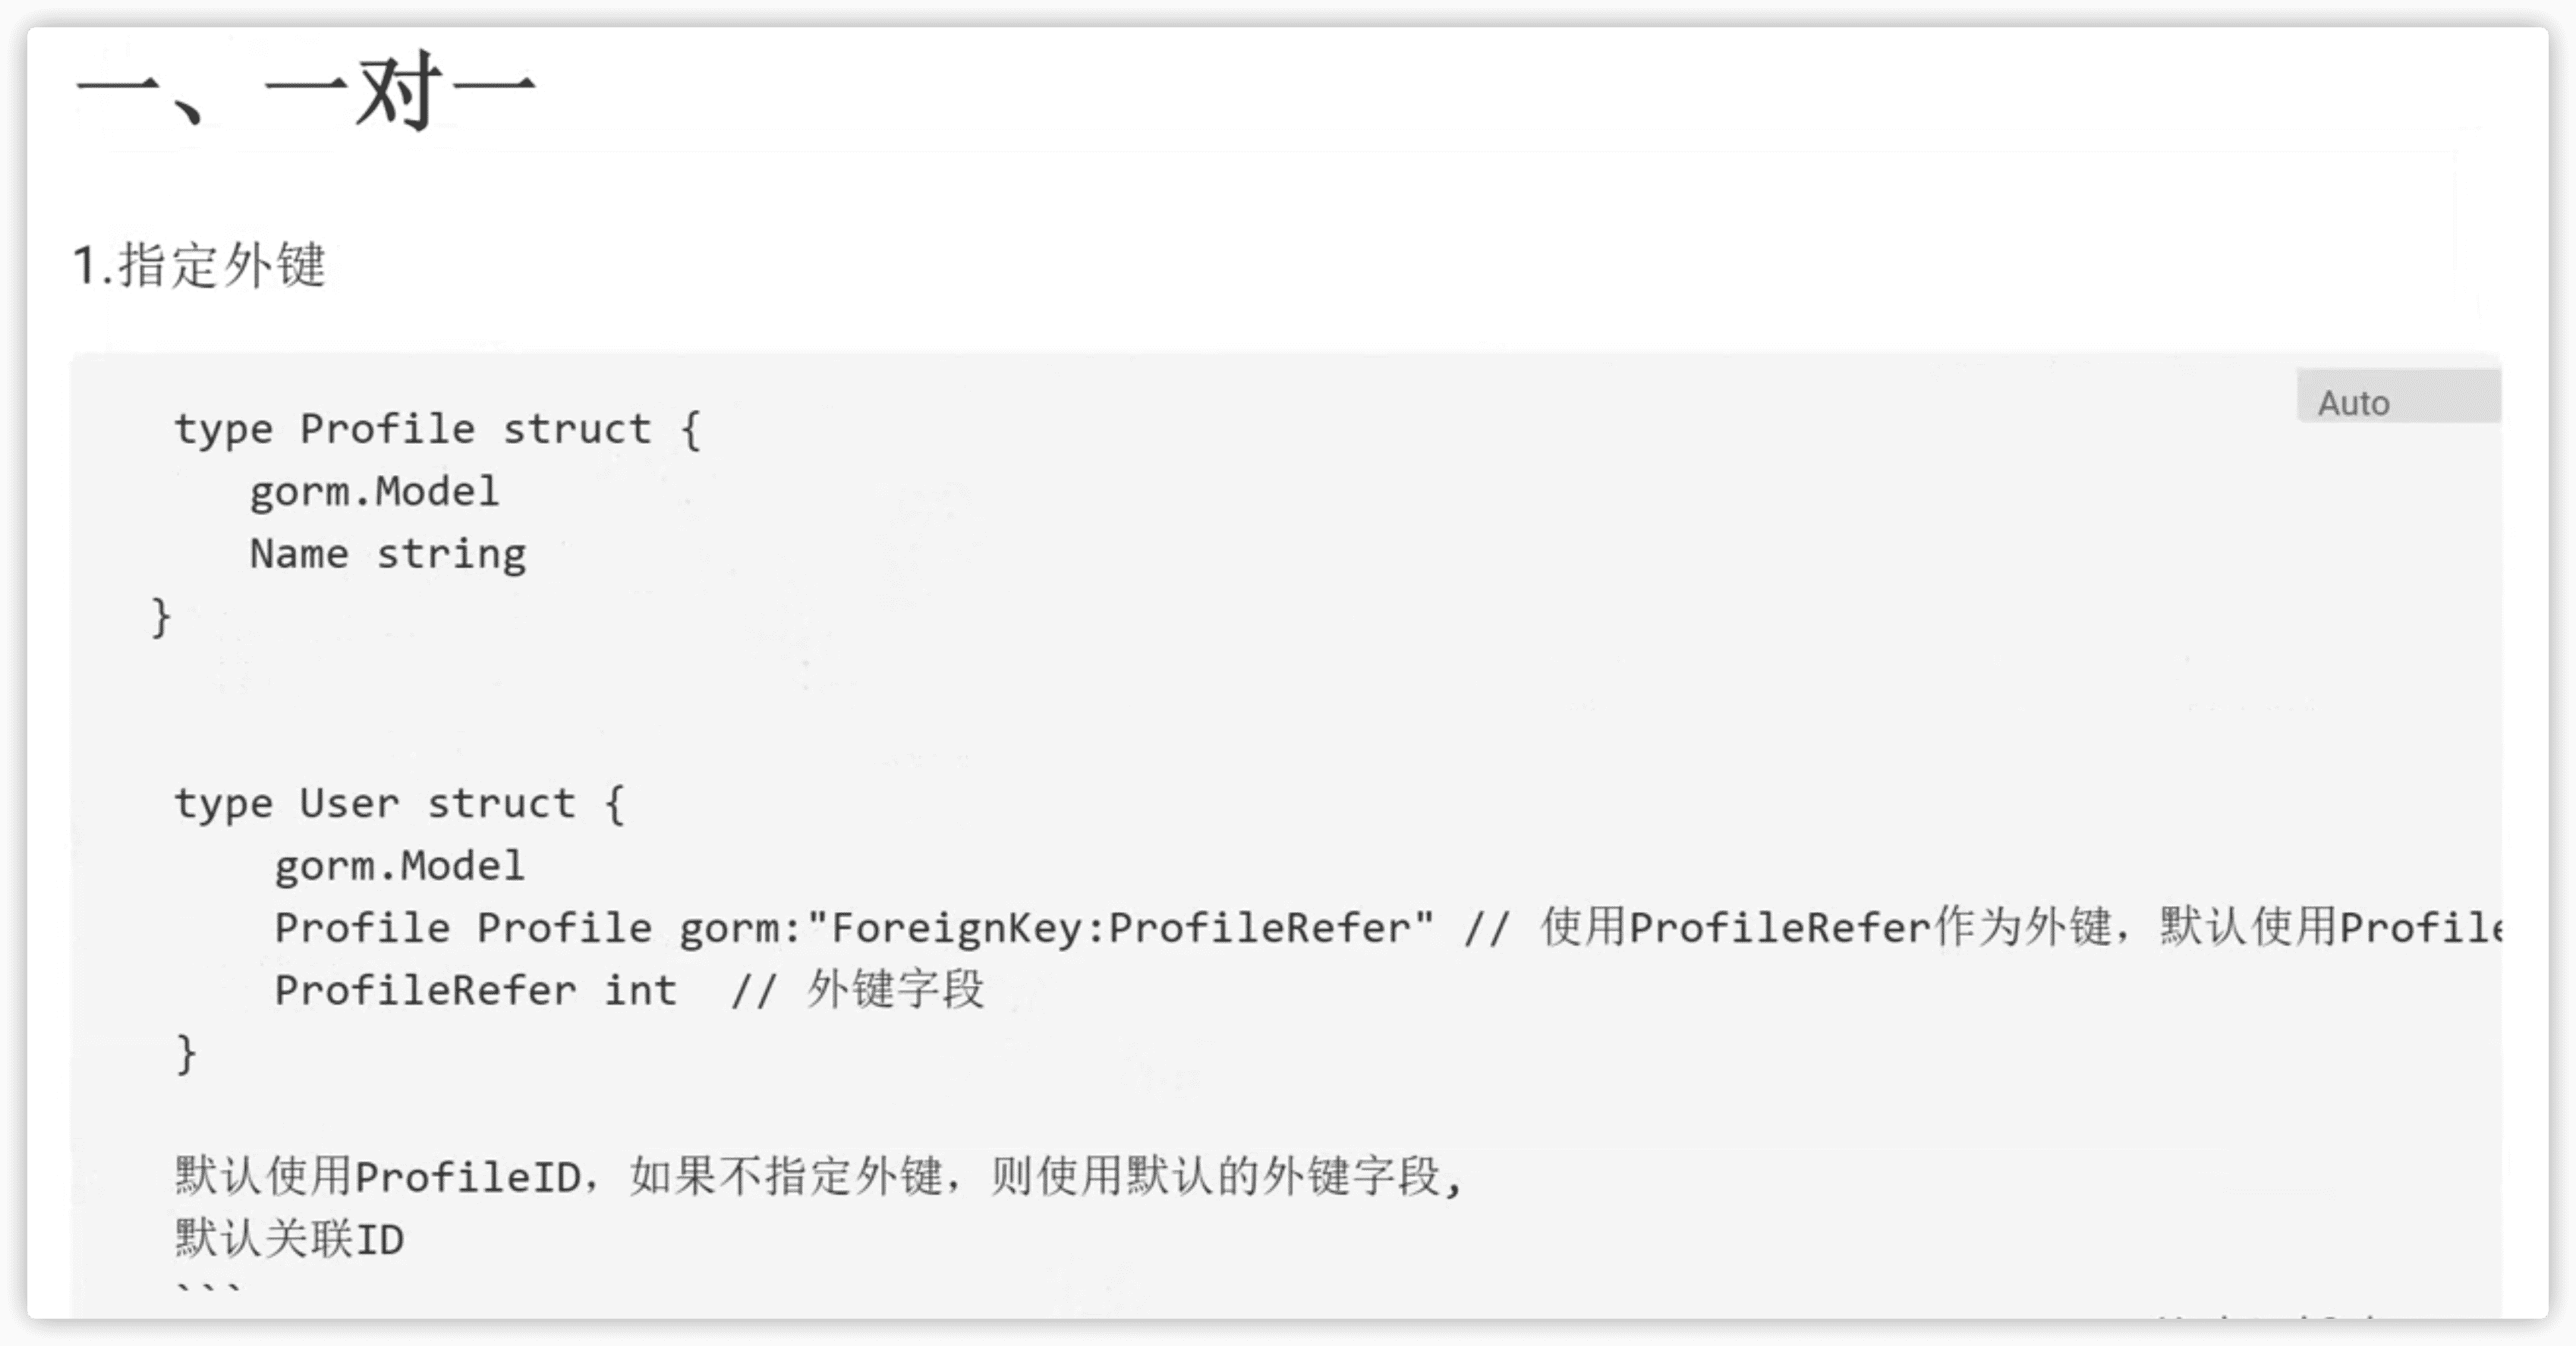 一、一对一
1.指定外键
Auto
type Profile struct {
gorm.Model
Name string
}
type User struct {
gorm.Model
Profile Profile gorm:"ForeignKey:ProfileRefer" // 使用ProfileRefer作为外键，默认使用Profile
ProfileRefer int // 外键字段
}
默认使用ProfileID，如果不指定外键，则使用默认的外键字段，
默认关联ID
```